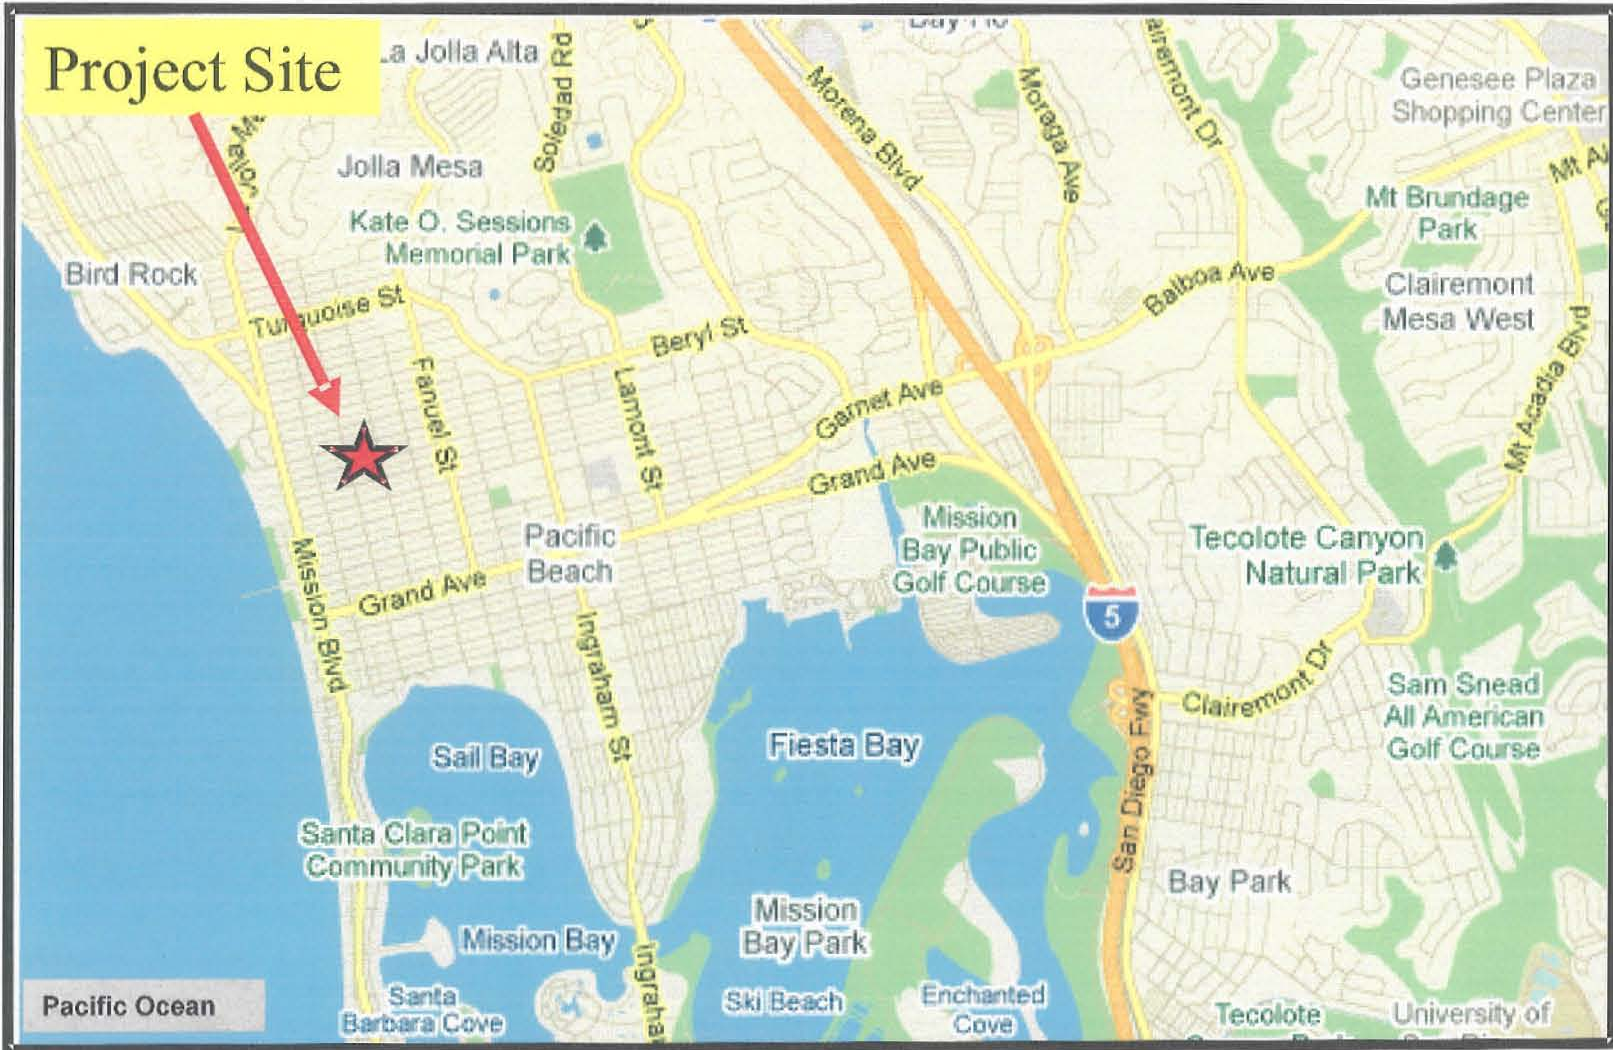 Project Site
La Jolla Alta
Soledad Rd
Morena Blvd
Moraga Ave
Clairemont Dr
Genesee Plaza
Shopping Center
Jolla Mesa
Mt Brundage
Park
Kate O. Sessions
Memorial Park
Bird Rock
Balboa Ave
Clairemont
Mesa West
Turquoise St
Beryl St
Fanuel St
Lamont St
Garnet Ave
Mt Acadia Blvd
Grand Ave
Mission
Bay Public
Golf Course
Pacific
Beach
Tecolote Canyon
Natural Park
Mission Blvd
Grand Ave
5
Ingraham St
Clairemont Dr
Sam Snead
All American
Golf Course
San Diego Fwy
Sail Bay
Fiesta Bay
Santa Clara Point
Community Park
Bay Park
Mission
Bay Park
Mission Bay
Ingraha
Pacific Ocean
Santa
Barbara Cove
Ski Beach
Enchanted
Cove
Tecolote
University of